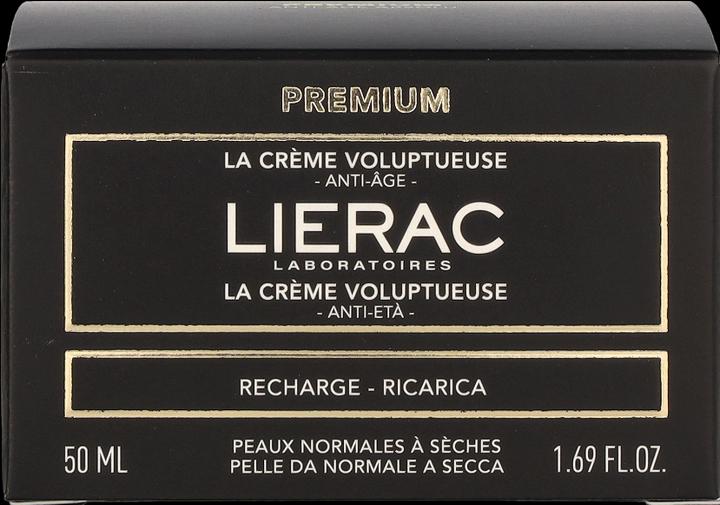 PREMIUM
LA CRÈME VOLUPTUEUSE
- ANTI-ÂGE -
LIERAC
LABORATOIRES
LA CRÈME VOLUPTUEUSE
- ANTI-ETÀ -
RECHARGE - RICARICA
50 ML
PEAUX NORMALES À SÈCHES
PELLE DA NORMALE A SECCA
1.69 FL.OZ.